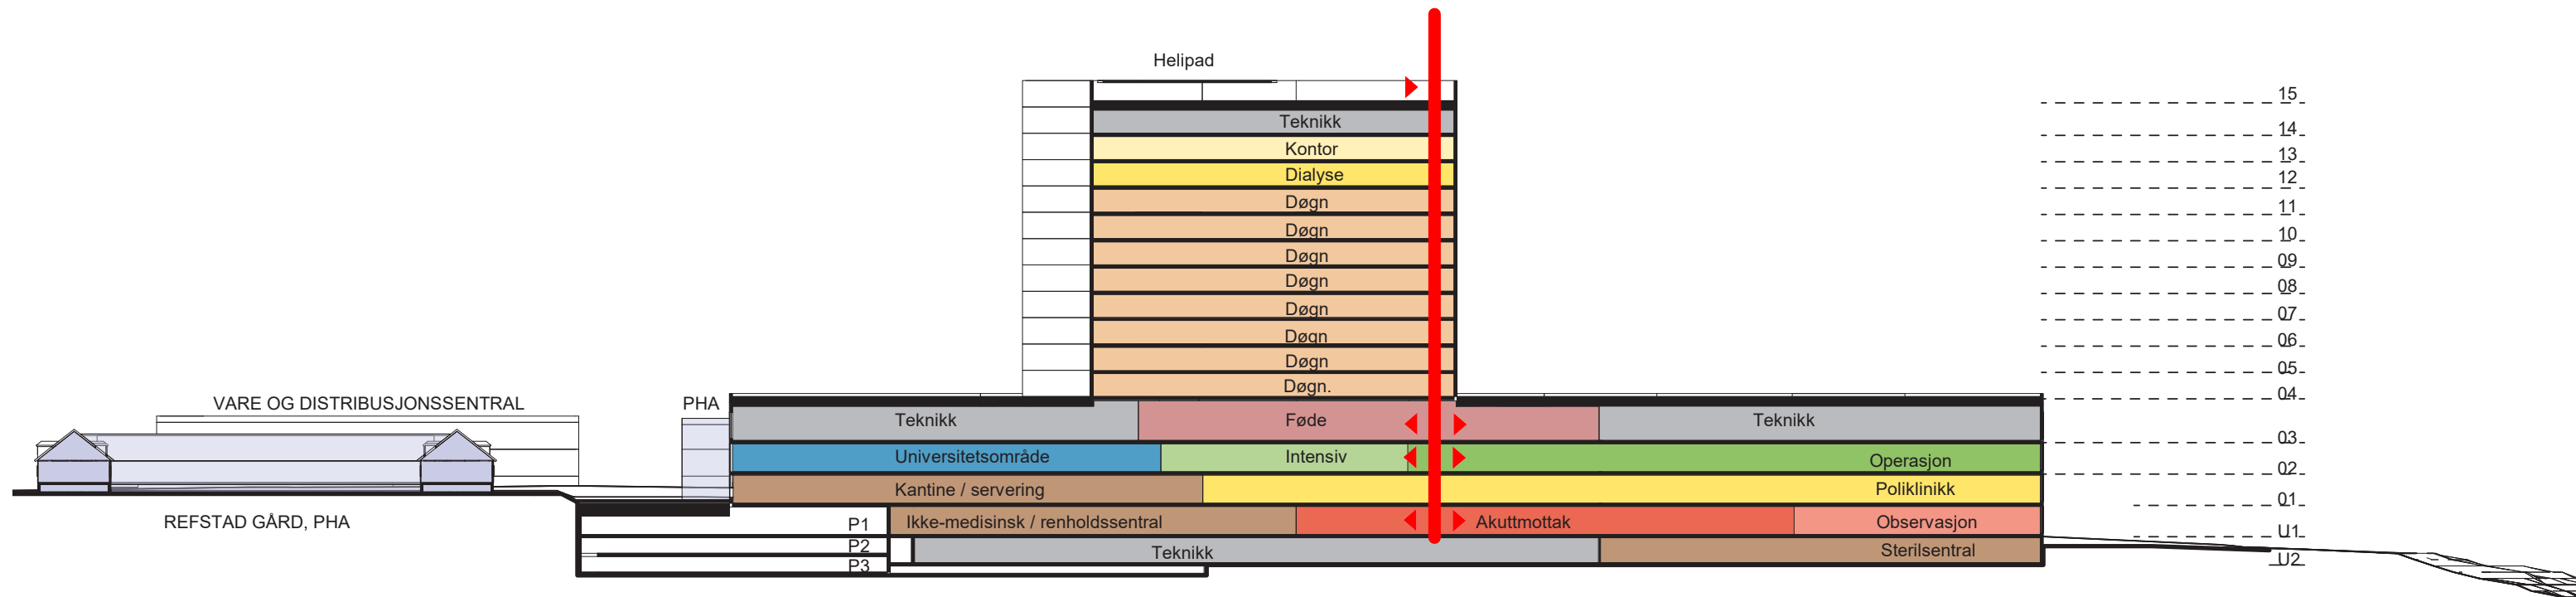 Helipad
15
Teknikk
14
Kontor
13
Dialyse
12
Døgn
11
Døgn
10
Døgn
09
Døgn
08
Døgn
07
Døgn
06
Døgn
05
Døgn.
04
VARE OG DISTRIBUSJONSSENTRAL
PHA
Teknikk
Føde
Teknikk
03
Universitetsområde
Intensiv
Operasjon
02
Kantine / servering
Poliklinikk
01
REFSTAD GÅRD, PHA
P1
Ikke-medisinsk / renholdssentral
Akuttmottak
Observasjon
U1
P2
Teknikk
Sterilsentral
U2
P3